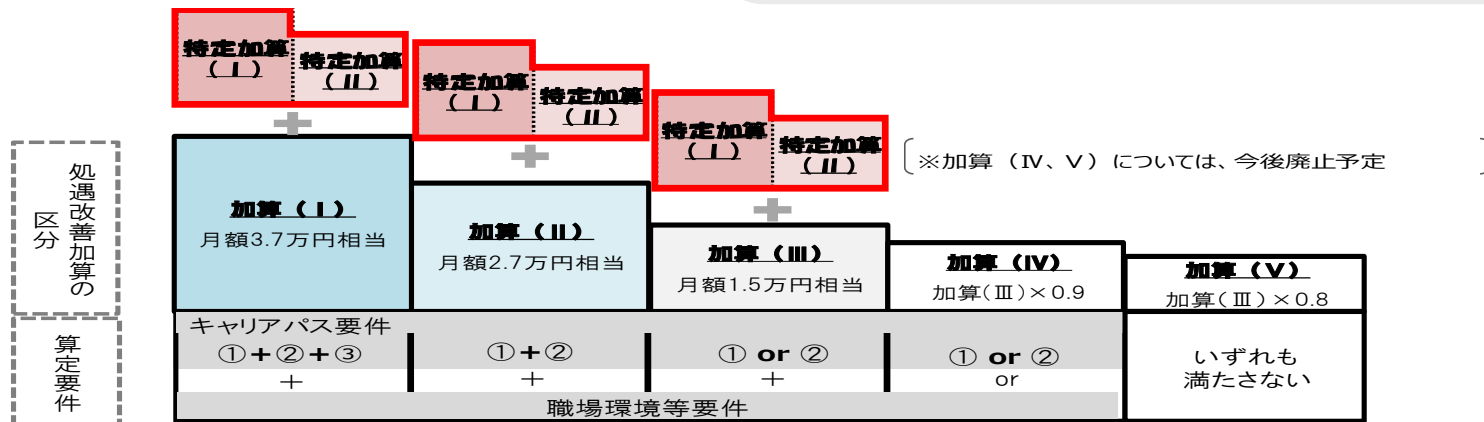 特定加算
(Ⅰ)
特定加算
(Ⅱ)
特定加算
(Ⅰ)
特定加算
(Ⅱ)
特定加算
(Ⅰ)
特定加算
(Ⅱ)
※加算(Ⅳ、Ⅴ)については、今後廃止予定
処遇改善加算の
区分
加算(Ⅰ)
月額3.7万円相当
加算(Ⅱ)
月額2.7万円相当
加算(Ⅲ)
月額1.5万円相当
加算(Ⅳ)
加算(Ⅲ)×0.9
加算(Ⅴ)
加算(Ⅲ)×0.8
算定要件
キャリアパス要件
①+②+③
①+②
① or ②
① or ②
+
+
+
or
職場環境等要件
いずれも
満たさない